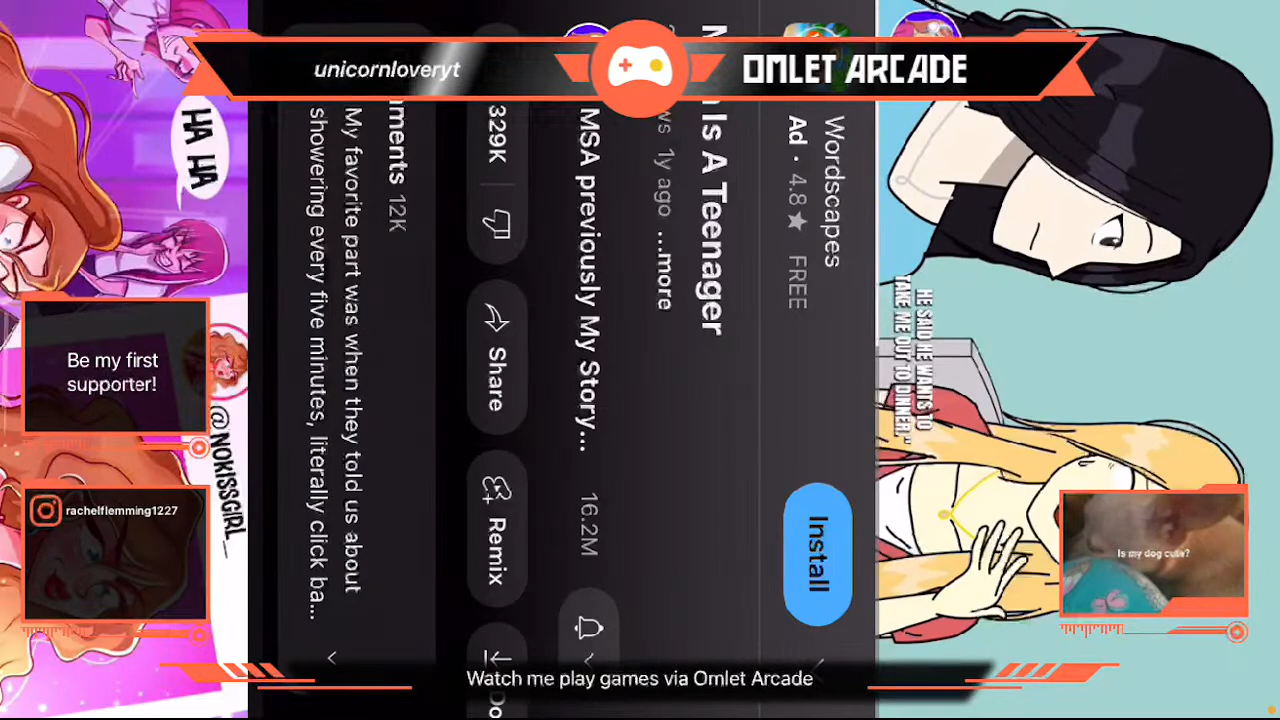 unicornloveryt
OMLET ARCADE
HA HA
@NOKISSGIRL_
Be my first
supporter!
rachelflemming1227
HE SAID HE WANTS TO
TAKE ME OUT TO DINNER."
Wordscapes
Ad · 4.8★ FREE
Install
Is A Teenager
1y ago ...more
MSA previously My Story...
16.2M
329K
Share
Remix
12K
My favorite part was when they told us about
showering every five minutes, literally click ba...
Is my dog cute?
Watch me play games via Omlet Arcade